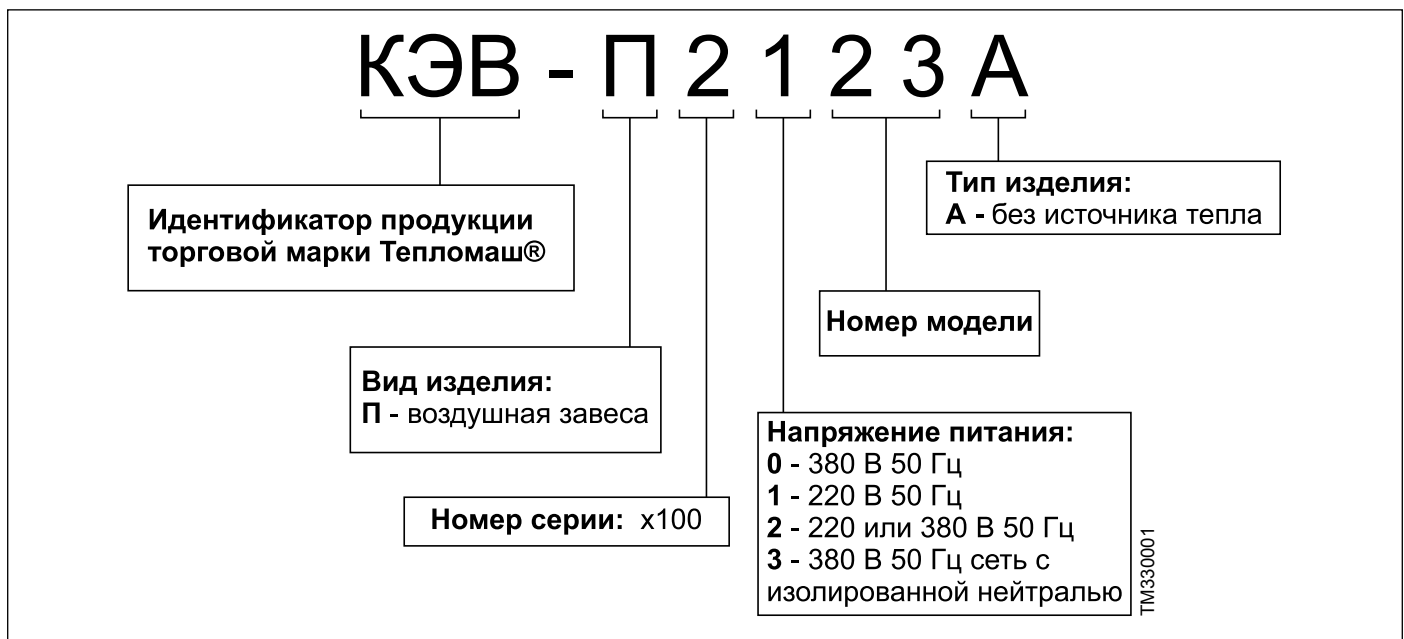 КЭВ - П 2 1 2 3 А
Идентификатор продукции
торговой марки Тепломаш®
Тип изделия:
А - без источника тепла
Номер модели
Вид изделия:
П - воздушная завеса
Номер серии: x100
Напряжение питания:
0 - 380 В 50 Гц
1 - 220 В 50 Гц
2 - 220 или 380 В 50 Гц
3 - 380 В 50 Гц сеть с
изолированной нейтралью
ТМ330001